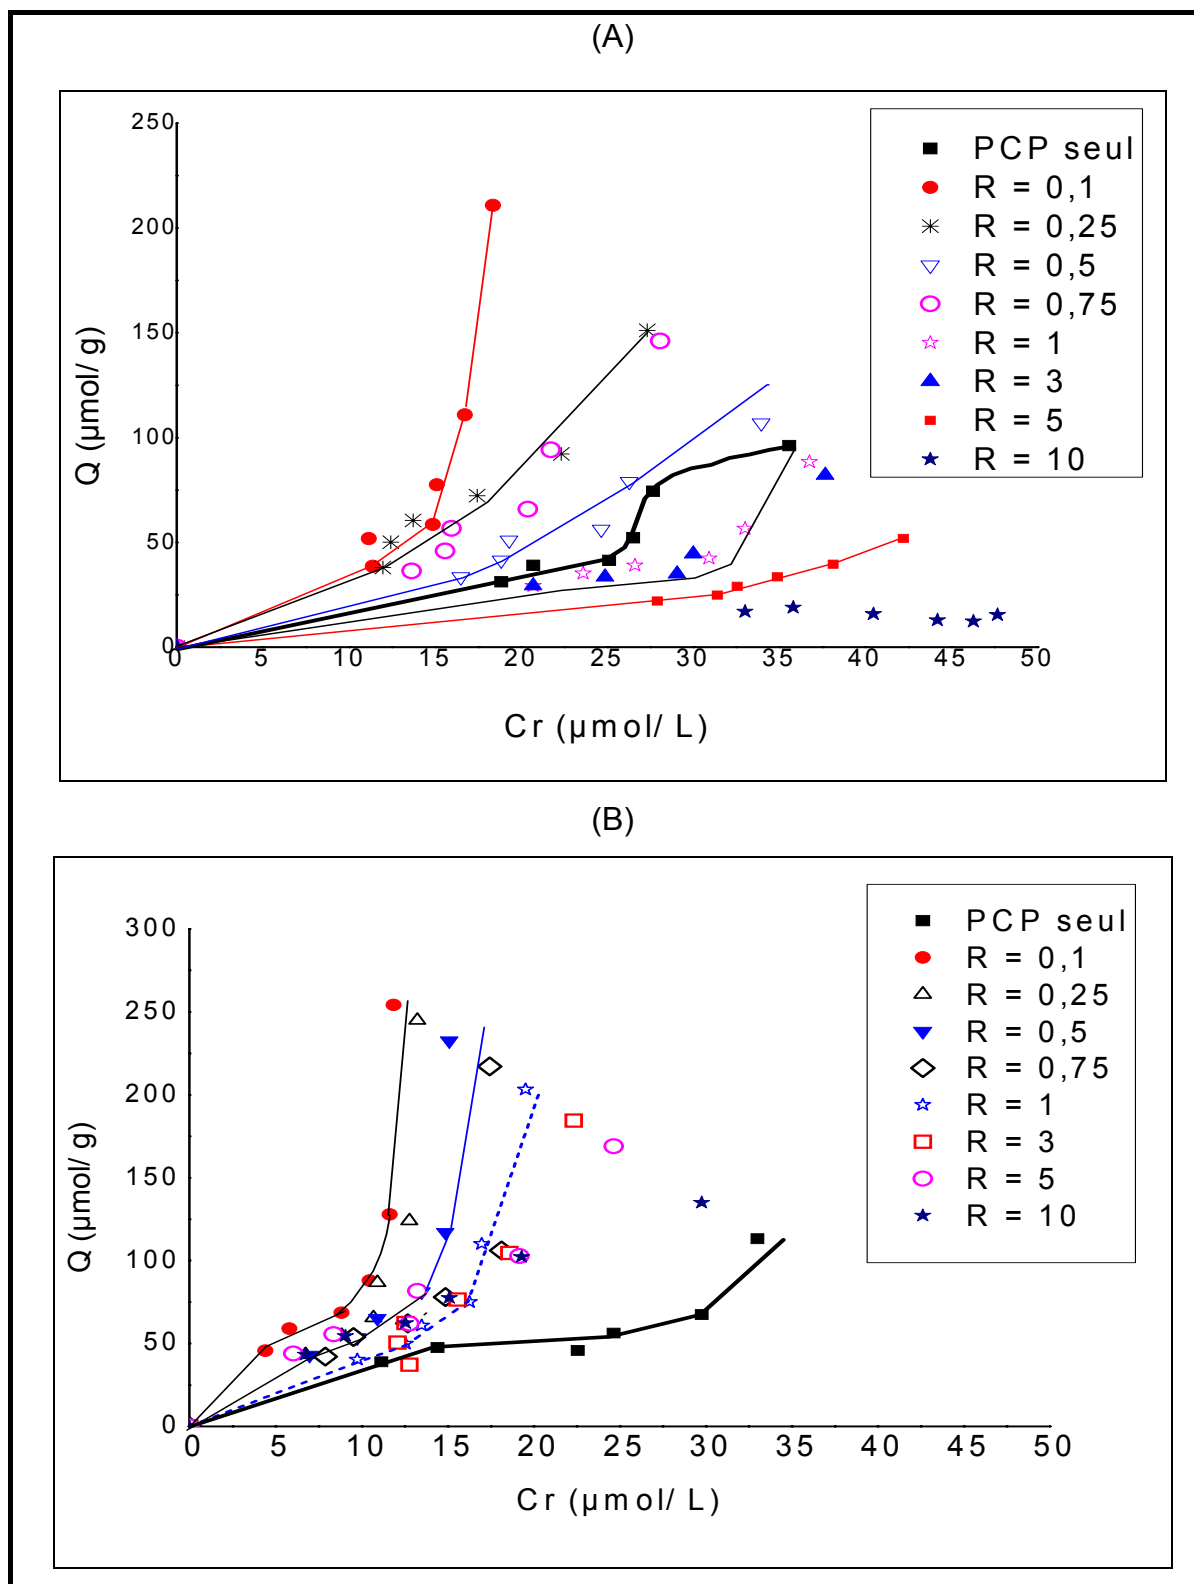 (A)
250
200
150
100
50
0
Q (µmol/ g)
0 5 10 15 20 25 30 35 40 45 50
Cr (µmol/ L)
PCP seul
R = 0,1
R = 0,25
R = 0,5
R = 0,75
R = 1
R = 3
R = 5
R = 10
(B)
300
250
200
150
100
50
0
Q (µmol/ g)
0 5 10 15 20 25 30 35 40 45 50
Cr (µmol/ L)
PCP seul
R = 0,1
R = 0,25
R = 0,5
R = 0,75
R = 1
R = 3
R = 5
R = 10